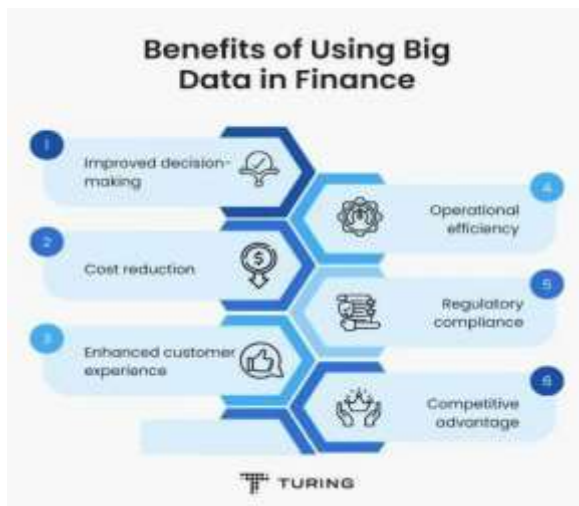 Benefits of Using Big
Data in Finance
1
Improved decision-
making
2
Cost reduction
3
Enhanced customer
experience
4
Operational
efficiency
5
Regulatory
compliance
6
Competitive
advantage
TURING